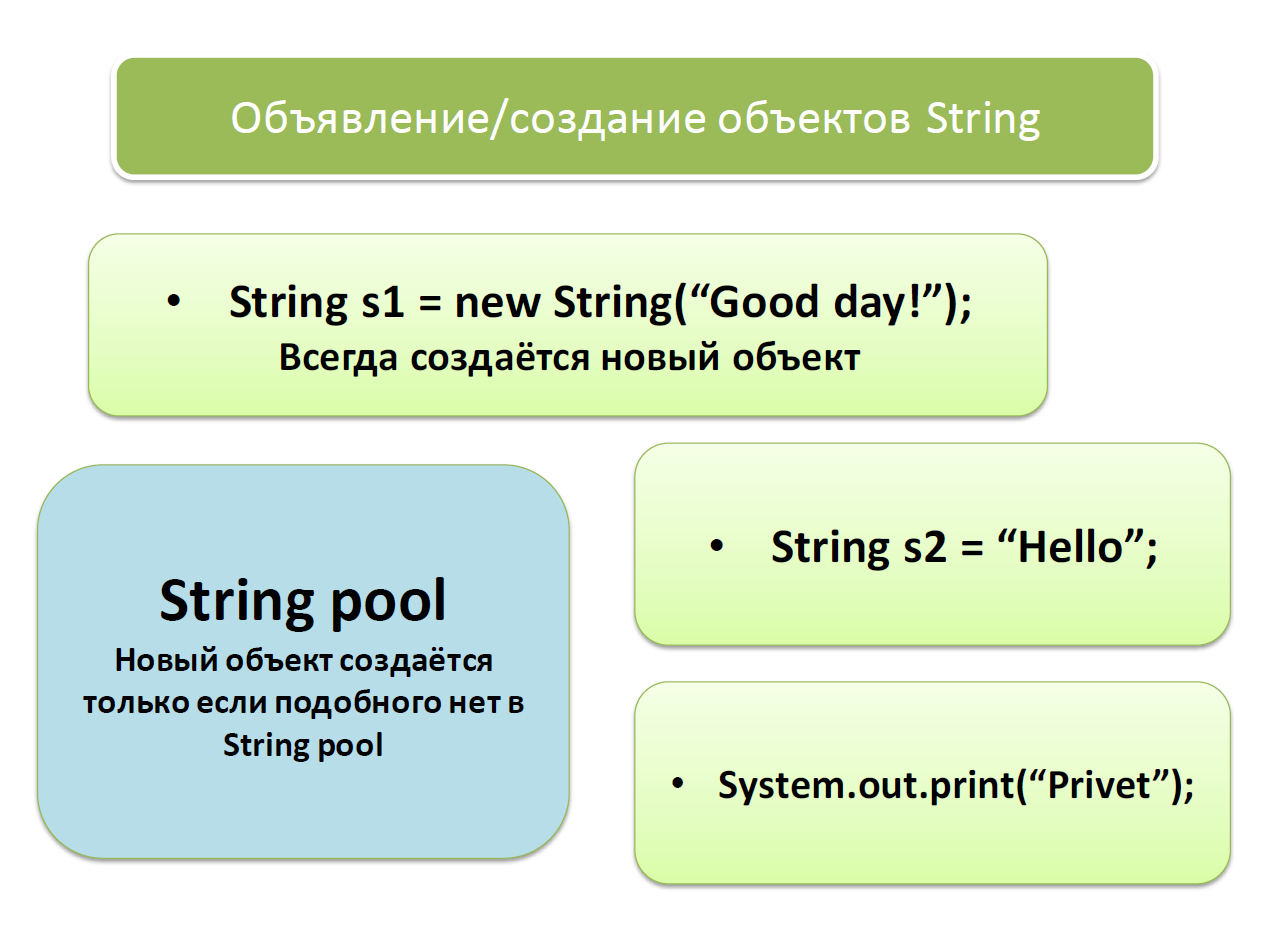 Объявление/создание объектов String
• String s1 = new String(“Good day!”);
Всегда создаётся новый объект
String pool
Новый объект создаётся
только если подобного нет в
String pool
• String s2 = “Hello”;
• System.out.print(“Privet”);